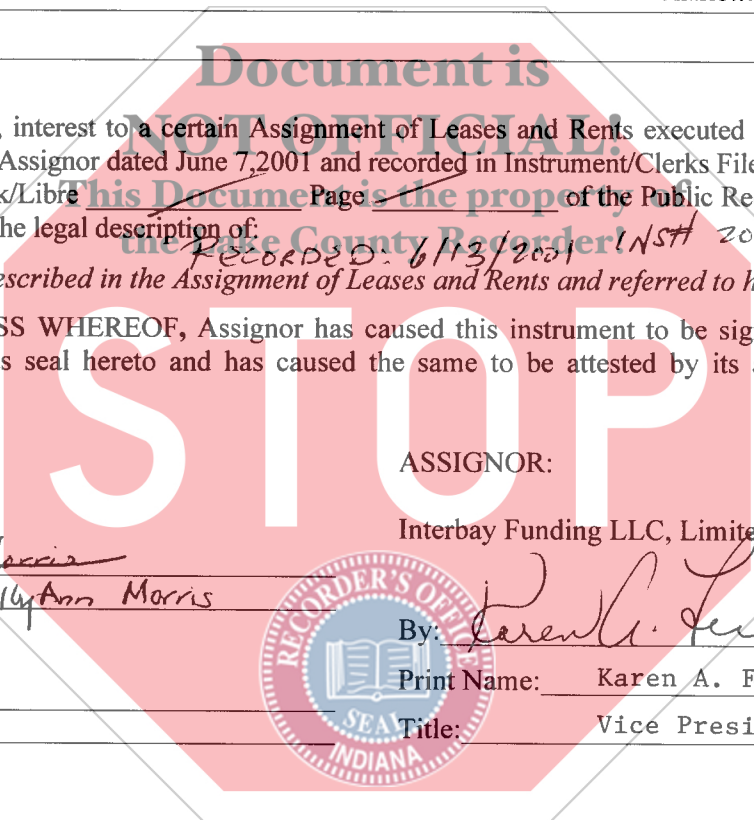 Document is
NOT OFFICIAL!
, interest to a certain Assignment of Leases and Rents executed
Assignor dated June 7,2001 and recorded in Instrument/Clerks File
k/Libre Page of the Public Re
This Document is the property of
he legal description of:
the Lake County Recorder!
RECORDED: 6/13/2001 INS# 20
escribed in the Assignment of Leases and Rents and referred to h
SS WHEREOF, Assignor has caused this instrument to be sig
s seal hereto and has caused the same to be attested by its
STOP
ASSIGNOR:
Interbay Funding LLC, Limite
Morris
Ann Morris
RECORDER'S OFFICE
SEAL
INDIANA
By: Karen A.
Print Name: Karen A. F
Title: Vice Presi